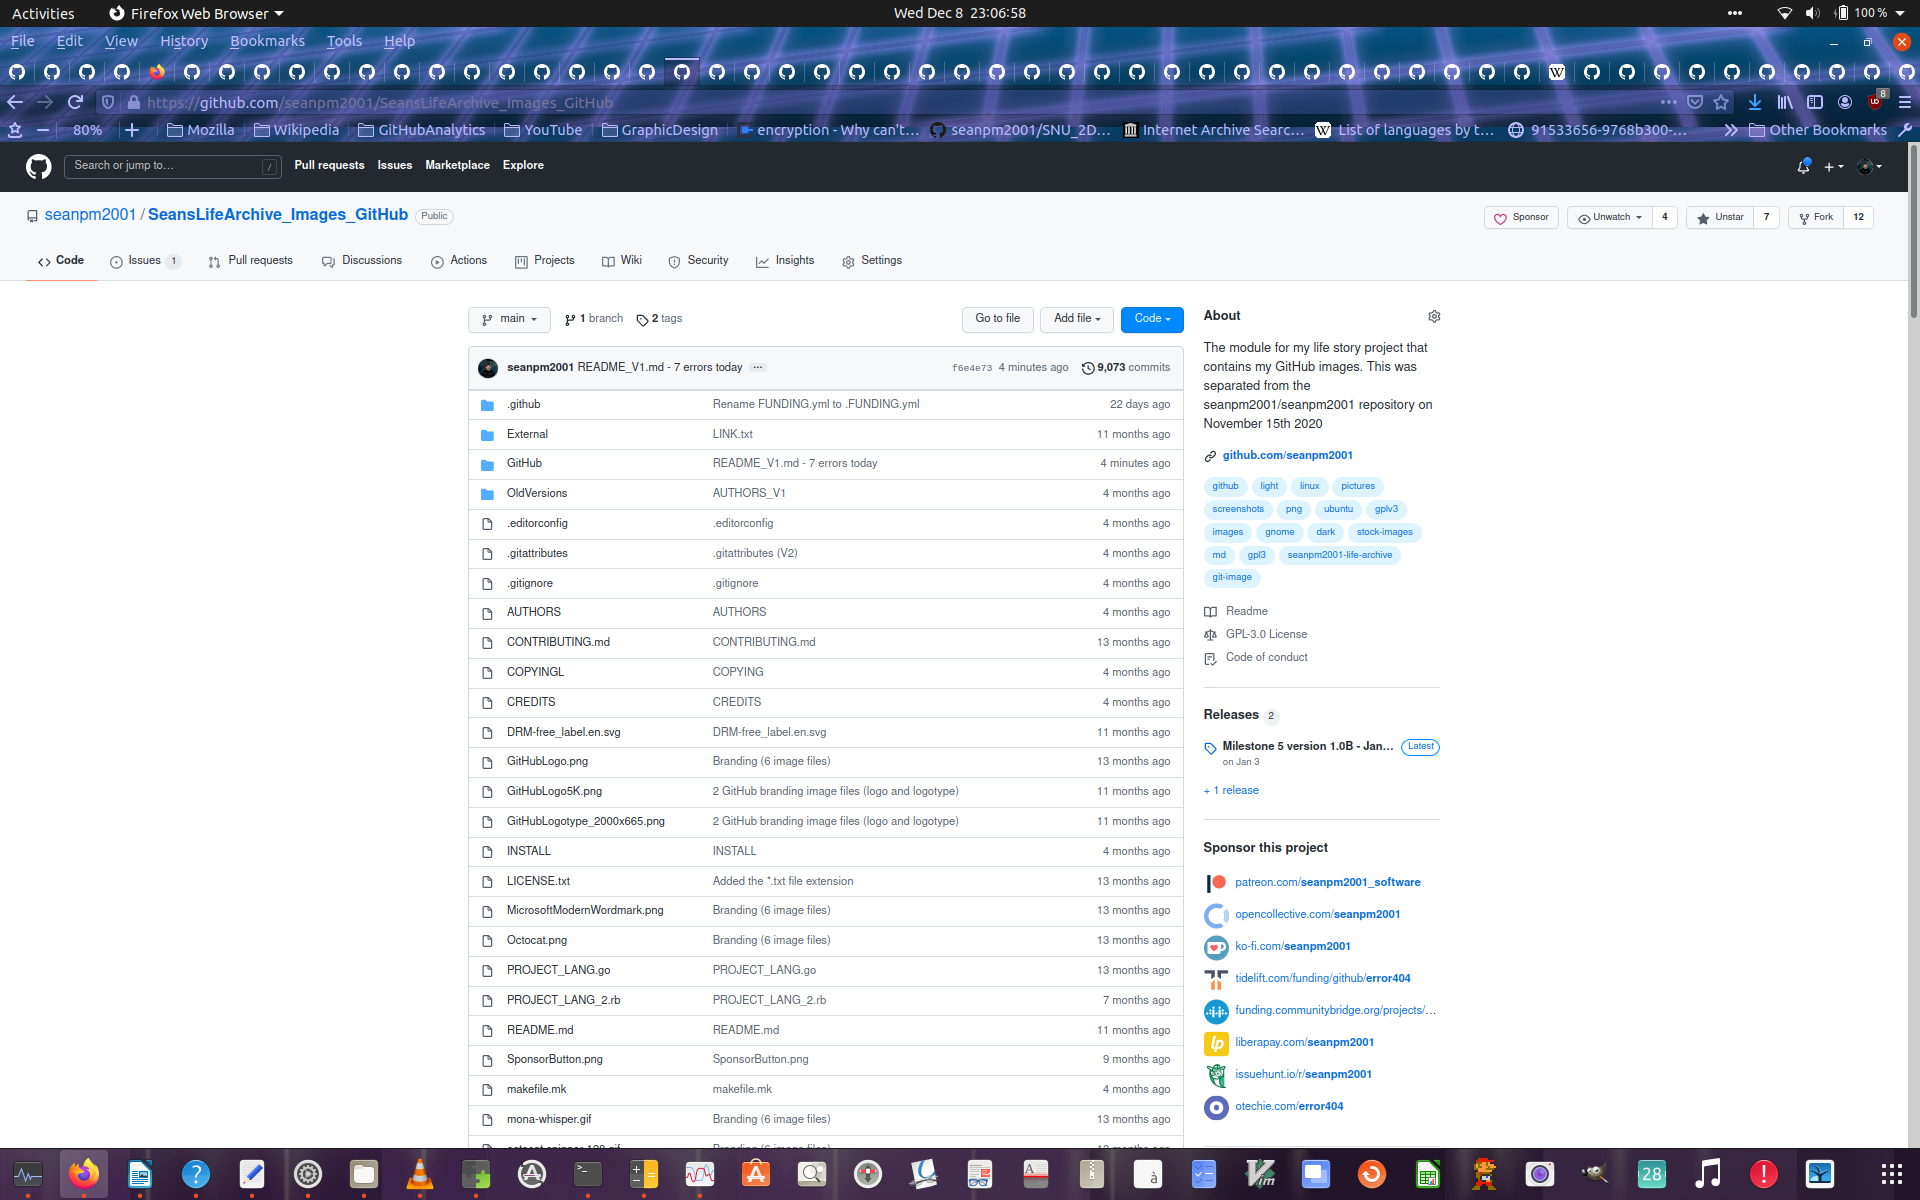 Activities Firefox Web Browser Wed Dec 8 23:06:58 100 %
File Edit View History Bookmarks Tools Help
https://github.com/seanpm2001/SeansLifeArchive_Images_GitHub 8
80% Mozilla Wikipedia GitHubAnalytics YouTube GraphicDesign encryption - Why can't... seanpm2001/SNU_2D... Internet Archive Searc... List of languages by t... 91533656-9768b300-... Other Bookmarks
Search or jump to... / Pull requests Issues Marketplace Explore
seanpm2001 / SeansLifeArchive_Images_GitHub Public Sponsor Unwatch 4 Unstar 7 Fork 12
Code Issues 1 Pull requests Discussions Actions Projects Wiki Security Insights Settings
main 1 branch 2 tags Go to file Add file Code
seanpm2001 README_V1.md - 7 errors today ... f6e4e73 4 minutes ago 9,073 commits
.github Rename FUNDING.yml to .FUNDING.yml 22 days ago
External LINK.txt 11 months ago
GitHub README_V1.md - 7 errors today 4 minutes ago
OldVersions AUTHORS_V1 4 months ago
.editorconfig .editorconfig 4 months ago
.gitattributes .gitattributes (V2) 4 months ago
.gitignore .gitignore 4 months ago
AUTHORS AUTHORS 4 months ago
CONTRIBUTING.md CONTRIBUTING.md 13 months ago
COPYINGL COPYING 4 months ago
CREDITS CREDITS 4 months ago
DRM-free_label.en.svg DRM-free_label.en.svg 11 months ago
GitHubLogo.png Branding (6 image files) 13 months ago
GitHubLogo5K.png 2 GitHub branding image files (logo and logotype) 11 months ago
GitHubLogotype_2000x665.png 2 GitHub branding image files (logo and logotype) 11 months ago
INSTALL INSTALL 4 months ago
LICENSE.txt Added the *.txt file extension 13 months ago
MicrosoftModernWordmark.png Branding (6 image files) 13 months ago
Octocat.png Branding (6 image files) 13 months ago
PROJECT_LANG.go PROJECT_LANG.go 13 months ago
PROJECT_LANG_2.rb PROJECT_LANG_2.rb 7 months ago
README.md README.md 11 months ago
SponsorButton.png SponsorButton.png 9 months ago
makefile.mk makefile.mk 4 months ago
mona-whisper.gif Branding (6 image files) 13 months ago
About
The module for my life story project that
contains my GitHub images. This was
separated from the
seanpm2001/seanpm2001 repository on
November 15th 2020
github.com/seanpm2001
github light linux pictures
screenshots png ubuntu gplv3
images gnome dark stock-images
md gpl3 seanpm2001-life-archive
git-image
Readme
GPL-3.0 License
Code of conduct
Releases 2
Milestone 5 version 1.0B - Jan... Latest
on Jan 3
+ 1 release
Sponsor this project
patreon.com/seanpm2001_software
opencollective.com/seanpm2001
ko-fi.com/seanpm2001
tidelift.com/funding/github/error404
funding.communitybridge.org/projects/...
liberapay.com/seanpm2001
issuehunt.io/r/seanpm2001
otechie.com/error404
28